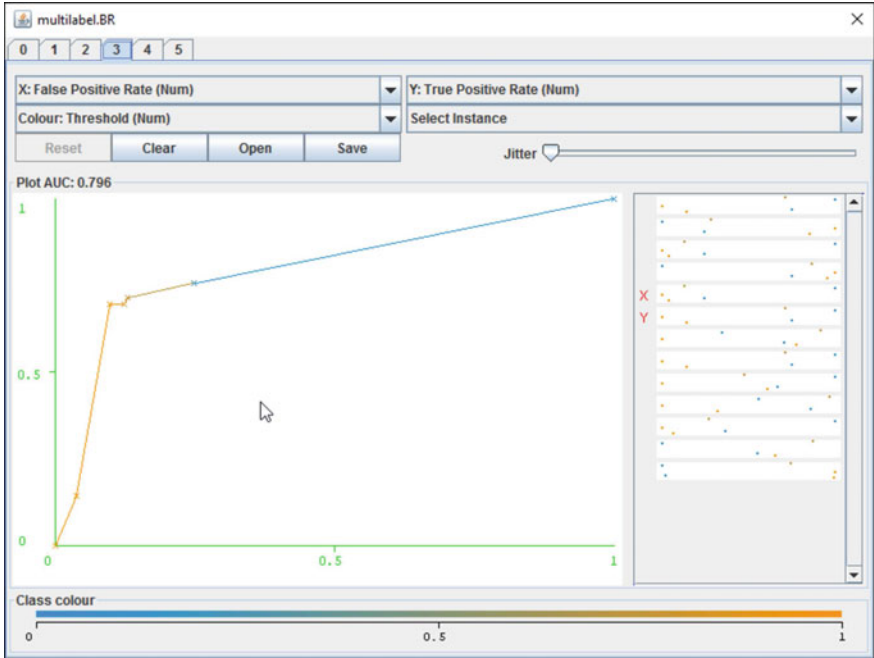 multilabel.BR
0 1 2 3 4 5
X: False Positive Rate (Num) Y: True Positive Rate (Num)
Colour: Threshold (Num) Select Instance
Reset Clear Open Save Jitter
Plot AUC: 0.796
1
X
Y
0.5
0
0 0.5 1
Class colour
0 0.5 1